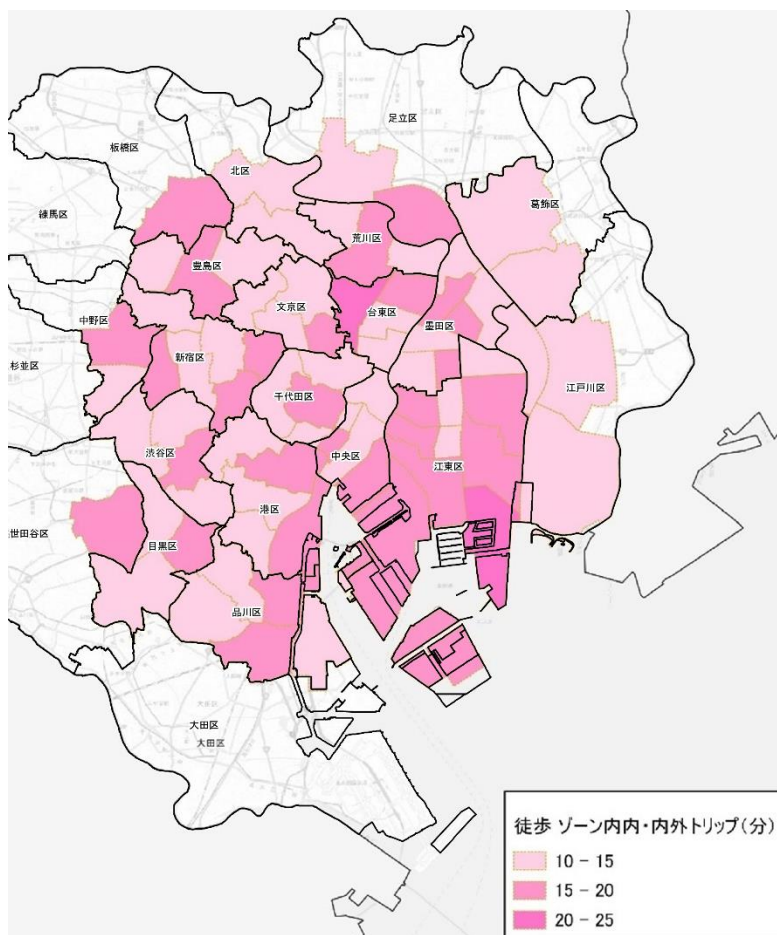 足立区
板橋区
北区
葛飾区
練馬区
荒川区
豊島区
文京区
台東区
中野区
墨田区
新宿区
杉並区
江戸川区
千代田区
渋谷区
中央区
江東区
港区
世田谷区
目黒区
品川区
大田区
大田区
徒歩 ゾーン内内・内外トリップ(分)
10 - 15
15 - 20
20 - 25